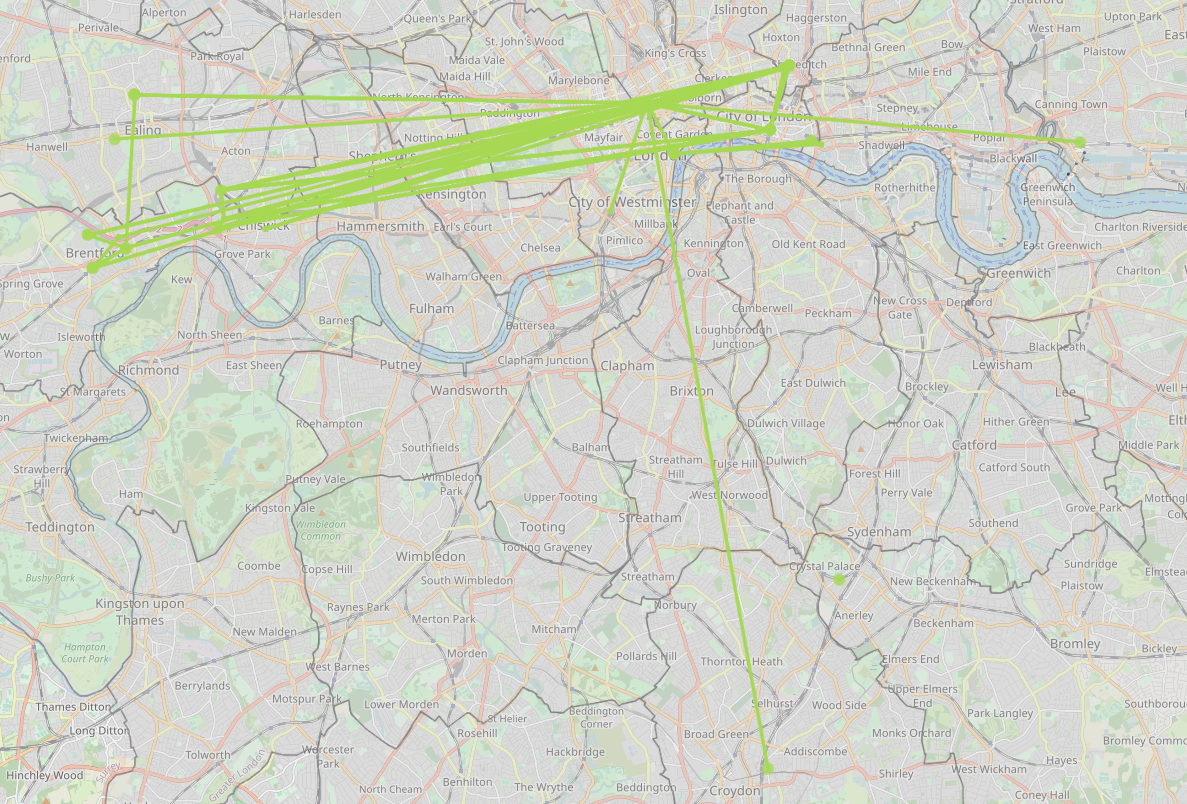 Alperton
Harlesden
Queen's Park
Islington
Haggerston
Upton Park
Perivale
St. John's Wood
Hoxton
Bethnal Green
Bow
West Ham
Park Royal
Maida Vale
King's Cross
Plaistow
Maida Hill
Marylebone
Mile End
North Kensington
Paddington
Stepney
Canning Town
Ealing
Notting Hill
Mayfair
Covent Garden
City of London
Limehouse
Poplar
Hanwell
Acton
London
Shadwell
Blackwall
Kensington
The Borough
Rotherhithe
Greenwich
Peninsula
City of Westminster
Elephant and
Castle
Chiswick
Hammersmith
Earl's Court
Millbank
Charlton Riverside
Brentford
Grove Park
Chelsea
Pimlico
Kennington
Old Kent Road
East Greenwich
Kew
Walham Green
Oval
Greenwich
Charlton
Spring Grove
Fulham
Camberwell
Peckham
New Cross
Gate
Deptford
Isleworth
North Sheen
Barnes
Battersea
Loughborough
Junction
Blackheath
Worton
Richmond
East Sheen
Putney
Clapham Junction
Clapham
Lewisham
St Margarets
Wandsworth
Brixton
East Dulwich
Brockley
Lee
Roehampton
Dulwich Village
Honor Oak
Hither Green
Twickenham
Southfields
Balham
Catford
Middle Park
Strawberry
Hill
Putney Vale
Wimbledon
Park
Streatham
Hill
Tulse Hill
Dulwich
Forest Hill
Catford South
Ham
Kingston Vale
Upper Tooting
West Norwood
Perry Vale
Grove Park
Teddington
Wimbledon
Common
Tooting
Streatham
Sydenham
Southend
Coombe
Copse Hill
Wimbledon
Tooting Graveney
Crystal Palace
Sundridge
Bushy Park
South Wimbledon
Streatham
New Beckenham
Plaistow
Kingston upon
Thames
Raynes Park
Merton Park
Norbury
Anerley
Beckenham
New Malden
Mitcham
Bromley
Bickley
Hampton
Court Park
West Barnes
Morden
Pollards Hill
Thornton Heath
Elmers End
Berrylands
Motspur Park
Lower Morden
Selhurst
Wood Side
Upper Elmers
End
Park Langley
Thames Ditton
St Helier
Beddington
Corner
Long Ditton
Rosehill
Broad Green
Monks Orchard
Bromley Common
Tolworth
Worcester
Park
Hackbridge
Addiscombe
Hayes
Hinchley Wood
Surrey
Greater London
North Cheam
Benhilton
The Wrythe
Beddington
Croydon
Shirley
West Wickham
Coney Hill